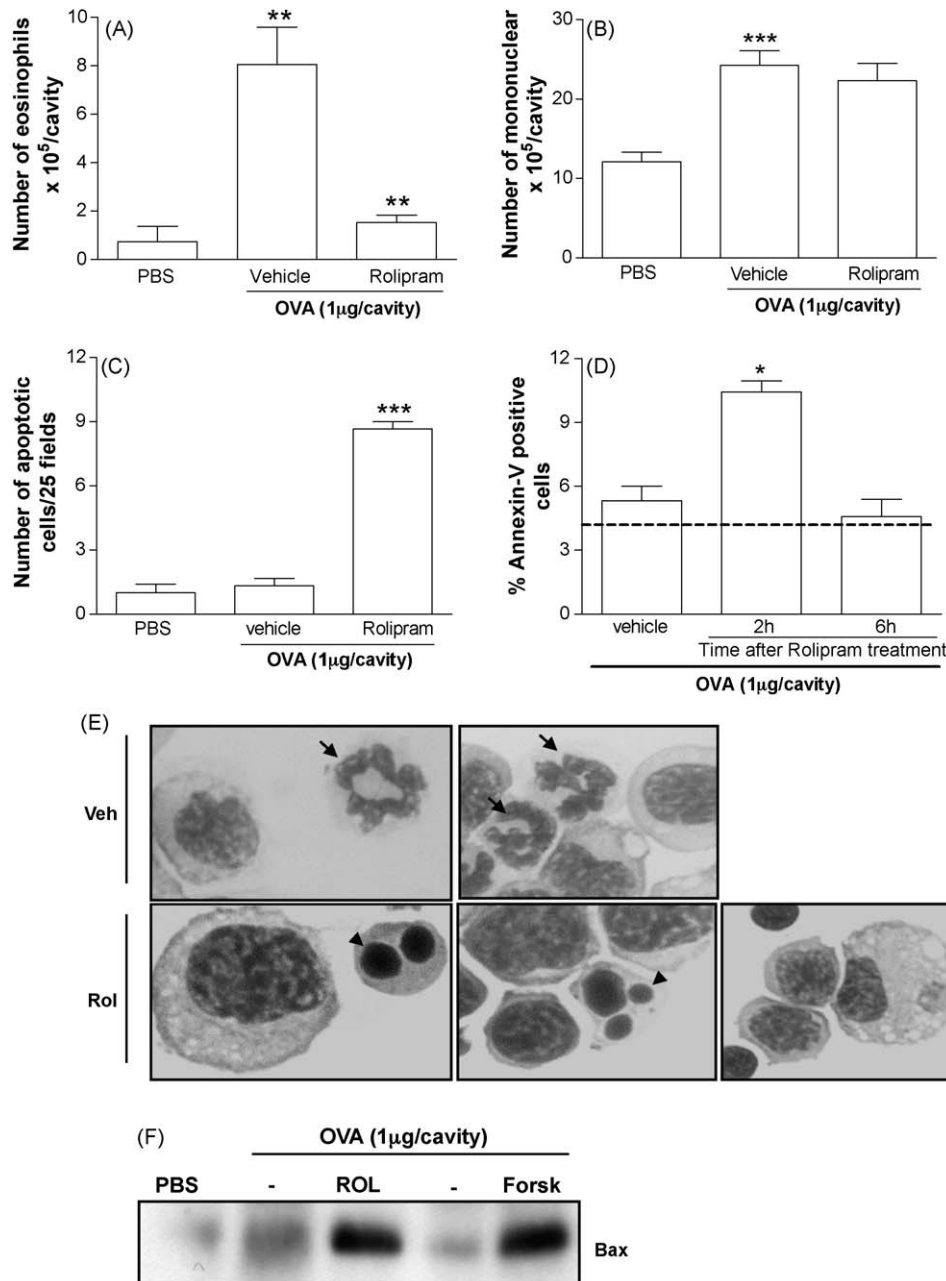 (A)
Number of eosinophils
x 10⁵/cavity
10
8
6
4
2
0
**
**
PBS
Vehicle
Rolipram
OVA (1μg/cavity)
(B)
Number of mononuclear
x 10⁵/cavity
30
20
10
0
***
PBS
Vehicle
Rolipram
OVA (1μg/cavity)
(C)
Number of apoptotic
cells/25 fields
12
9
6
3
0
***
PBS
vehicle
Rolipram
OVA (1μg/cavity)
(D)
% Annexin-V positive
cells
12
9
6
3
0
*
vehicle
2h
6h
Time after Rolipram treatment
OVA (1μg/cavity)
(E)
Veh
Rol
(F)
OVA (1μg/cavity)
PBS - ROL - Forsk
Bax